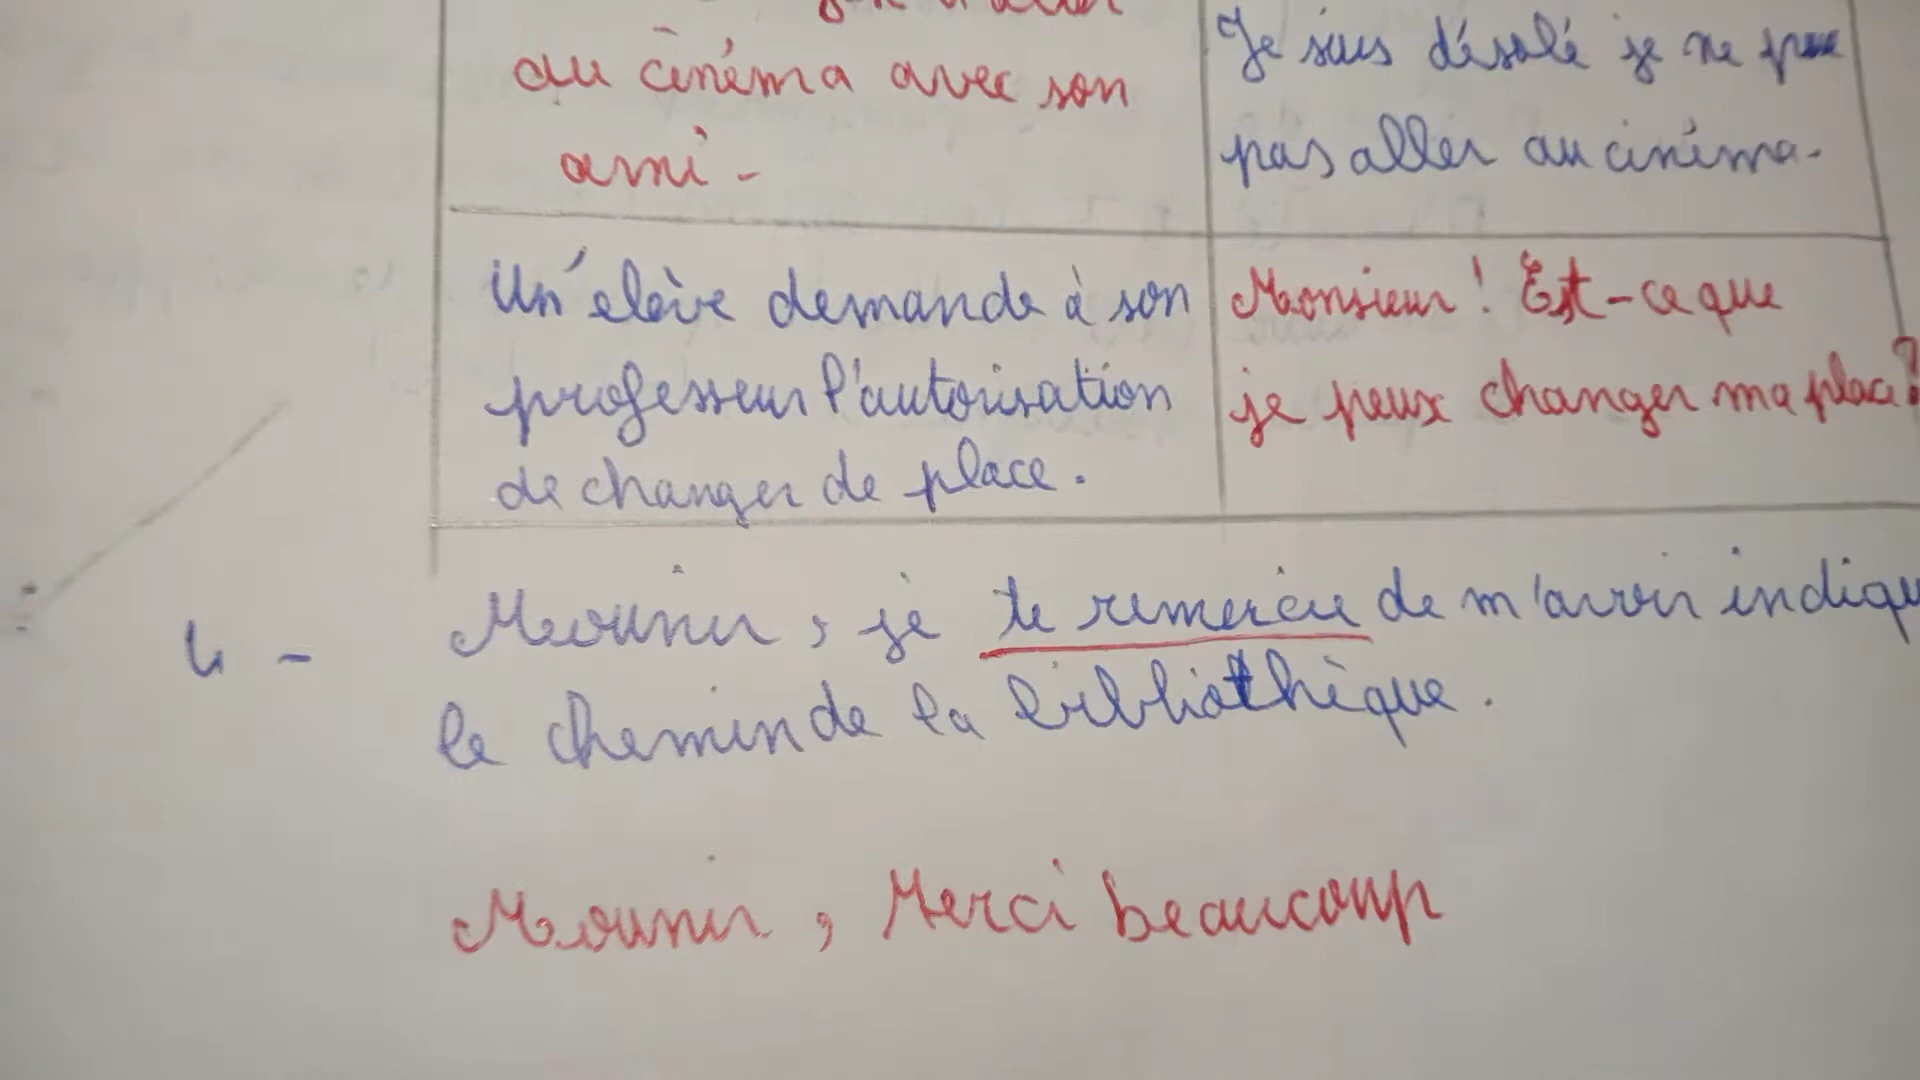 au cinéma avec son
ami -
Je suis désolé je ne peux
pas aller au cinéma.
Un élève demande à son
professeur l'autorisation
de changer de place.
Monsieur ! Est-ce que
je peux changer ma place?
4 - Mounir, je te remercie de m'avoir indiqu
le chemin de la bibliothèque.
Mounir, Merci beaucoup